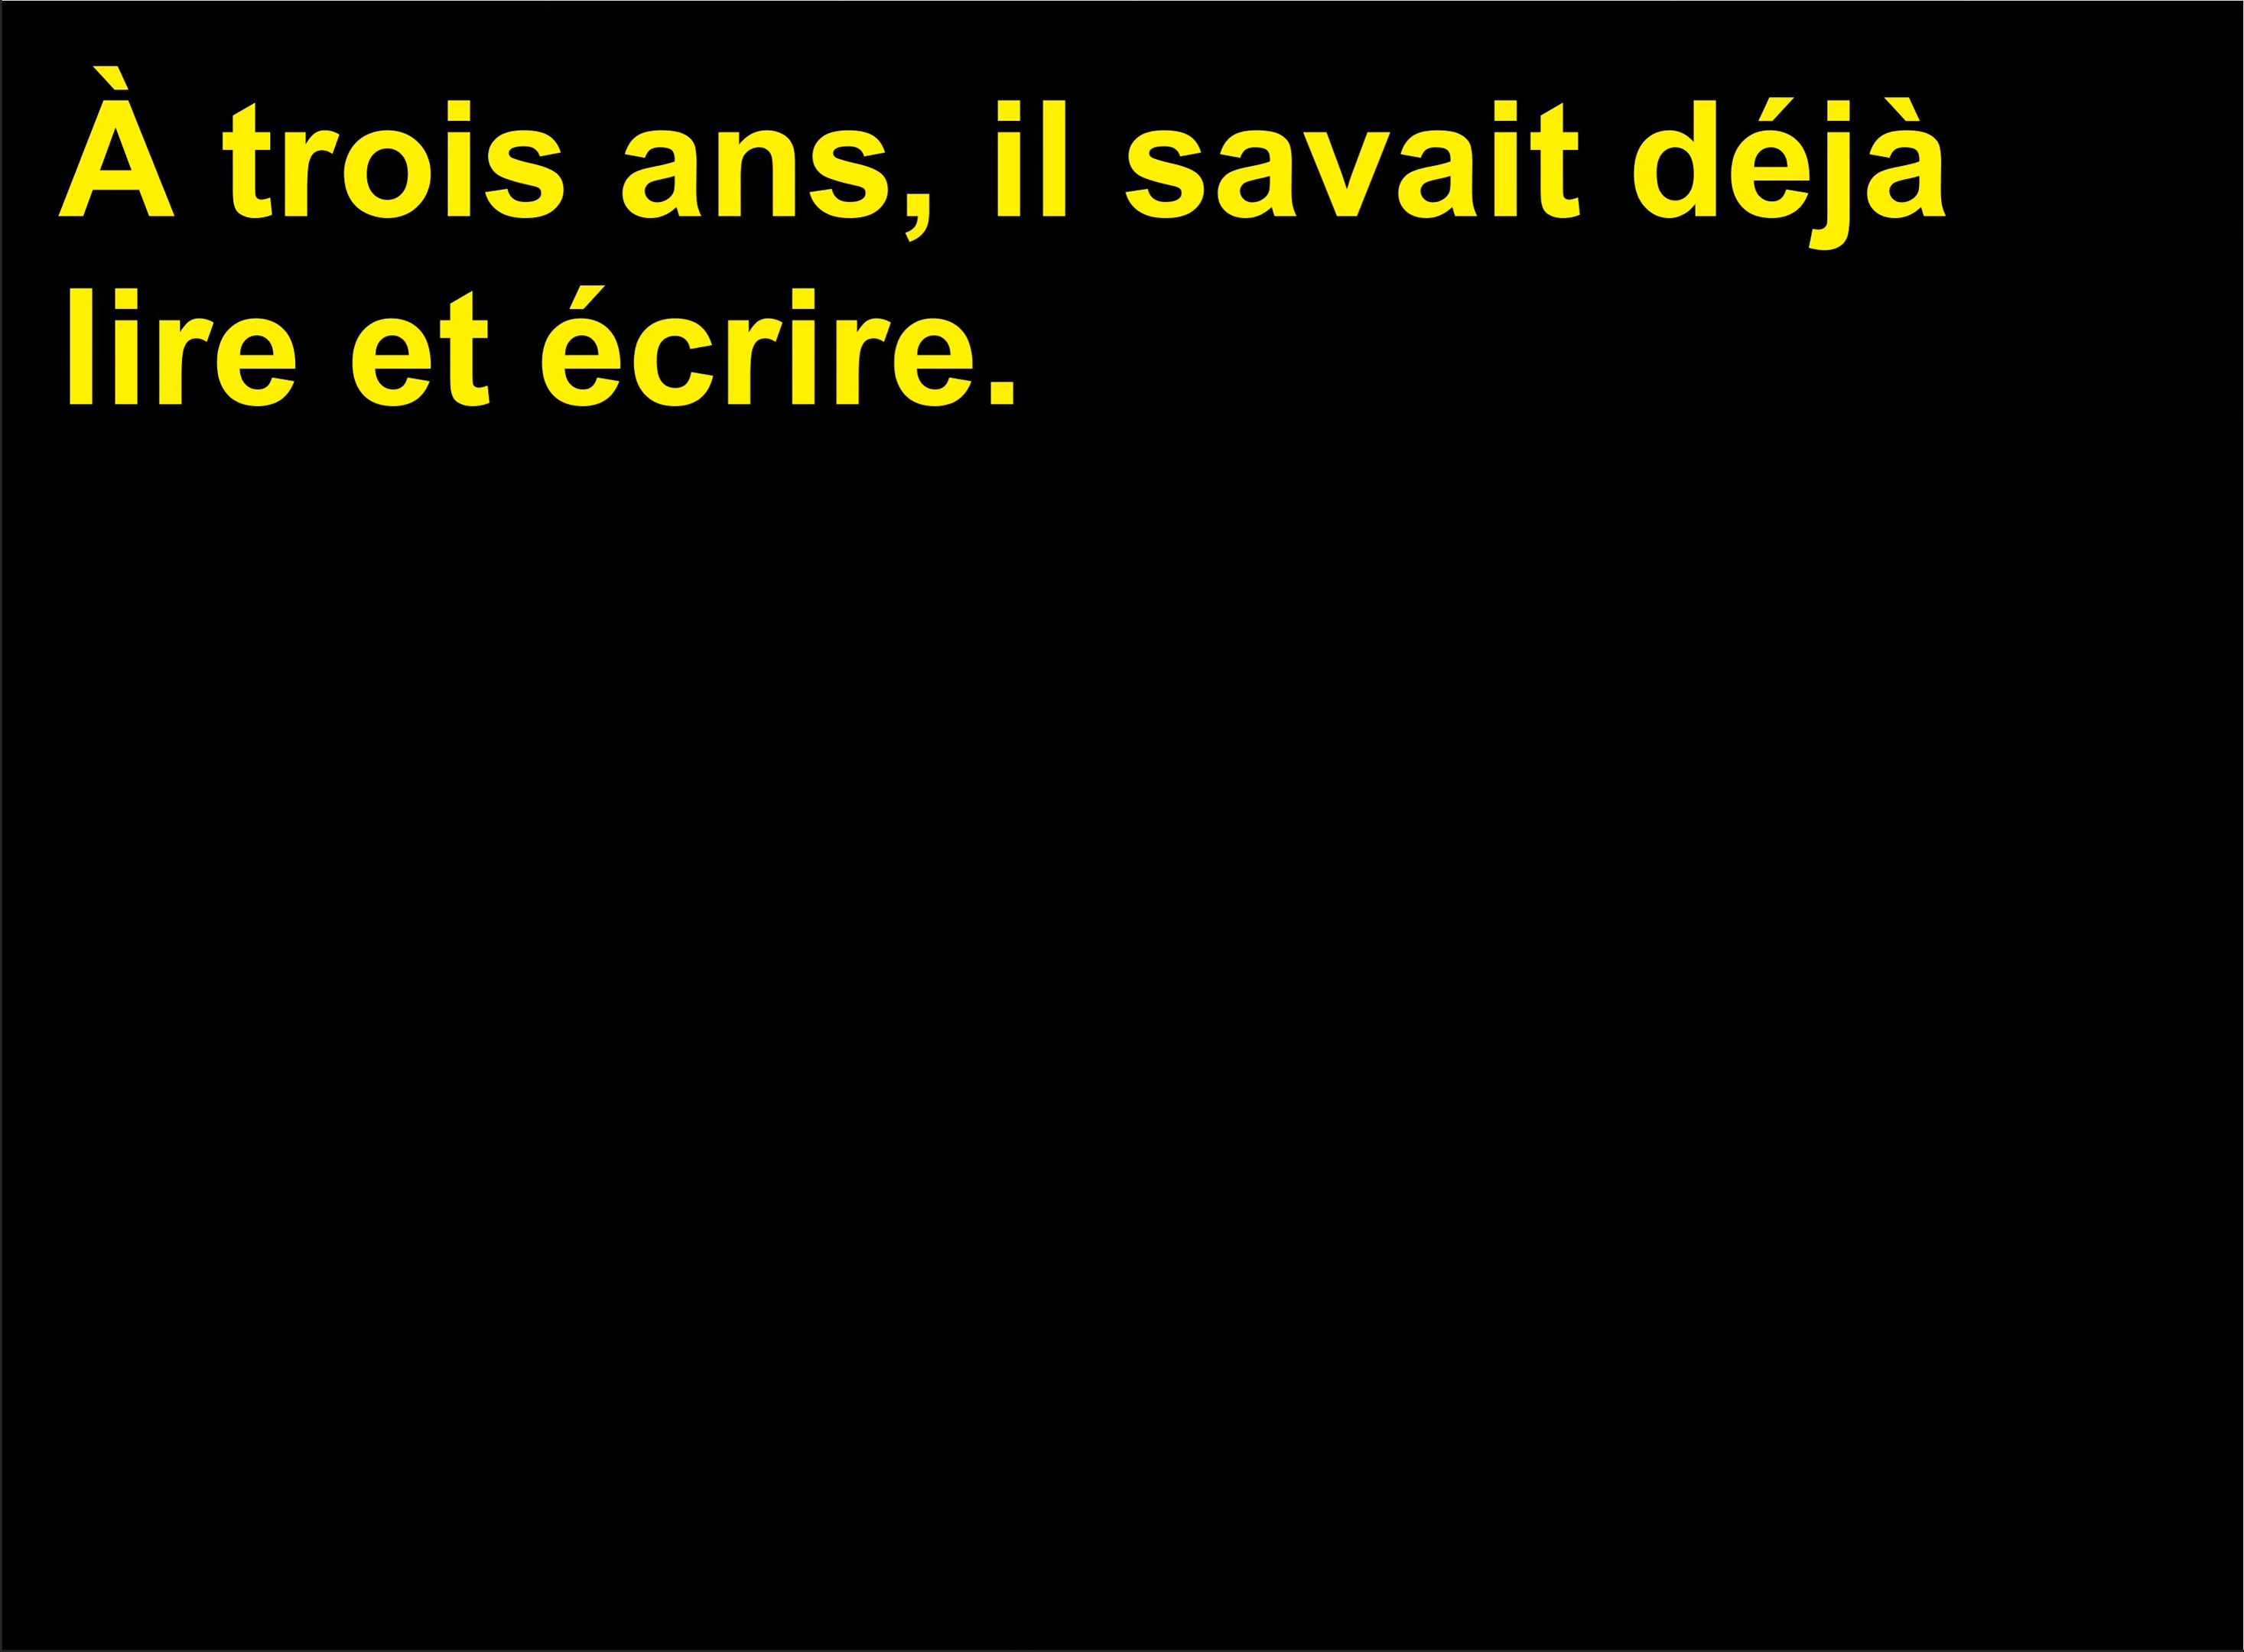 À trois ans, il savait déjà
lire et écrire.